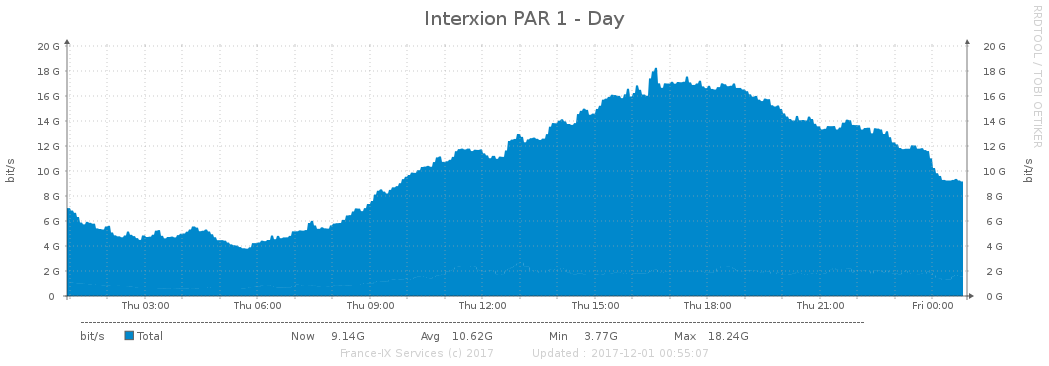 Interxion PAR 1 - Day
RRDTOOL / TOBI OETIKER
20 G 20 G
18 G 18 G
16 G 16 G
14 G 14 G
12 G 12 G
10 G 10 G
8 G 8 G
6 G 6 G
4 G 4 G
2 G 2 G
0 0 G
bit/s
bit/s
Thu 03:00 Thu 06:00 Thu 09:00 Thu 12:00 Thu 15:00 Thu 18:00 Thu 21:00 Fri 00:00
bit/s Total Now 9.14G Avg 10.62G Min 3.77G Max 18.24G
France-IX Services (c) 2017 Updated : 2017-12-01 00:55:07